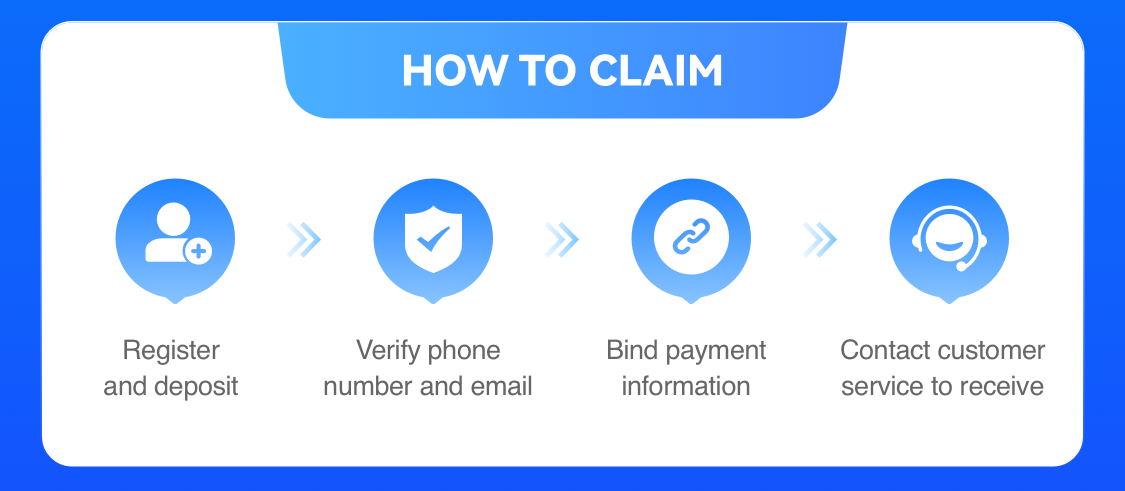 HOW TO CLAIM
Register
and deposit
Verify phone
number and email
Bind payment
information
Contact customer
service to receive